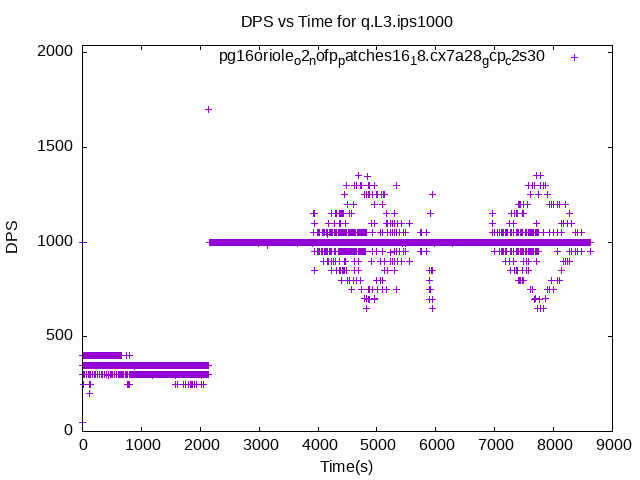 DPS vs Time for q.L3.ips1000
pg16oriole_o2_nofp_patches16_18.cx7a28_gcp_c2s30
2000
1500
1000
500
0
DPS
0 1000 2000 3000 4000 5000 6000 7000 8000 9000
Time(s)